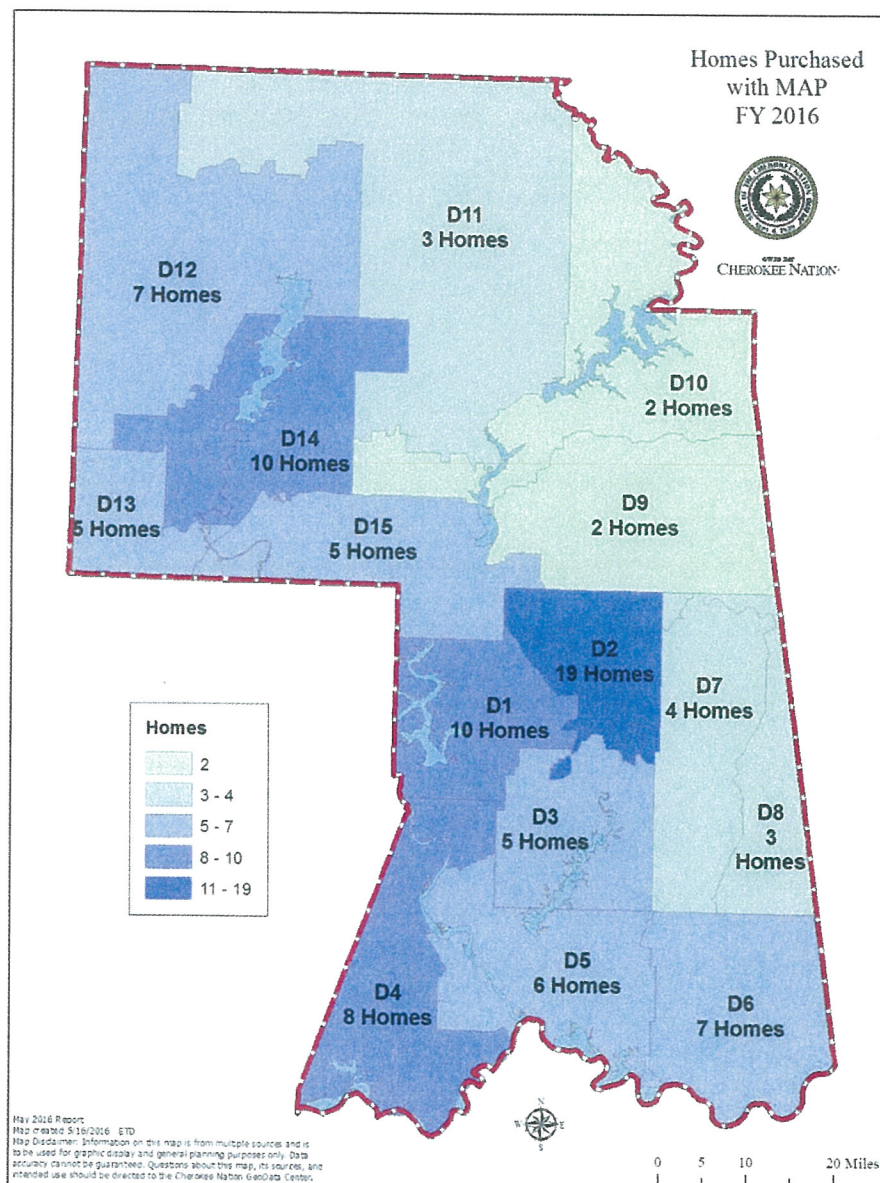 Homes Purchased
with MAP
FY 2016
CHEROKEE NATION
D11
3 Homes
D12
7 Homes
D10
2 Homes
D14
10 Homes
D9
2 Homes
D13
5 Homes
D15
5 Homes
D2
19 Homes
D7
4 Homes
D1
10 Homes
Homes
2
3 - 4
5 - 7
8 - 10
11 - 19
D3
5 Homes
D8
3
Homes
D5
6 Homes
D4
8 Homes
D6
7 Homes
May 2016 Report
Map created 5/16/2016 ETD
Map Disclaimer: Information on this map is from multiple sources and is
to be used for graphic display and general planning purposes only. Data
accuracy cannot be guaranteed. Questions about this map, its sources, and
intended use should be directed to the Cherokee Nation GeoData Center.
N
W E
S
0 5 10 20 Miles